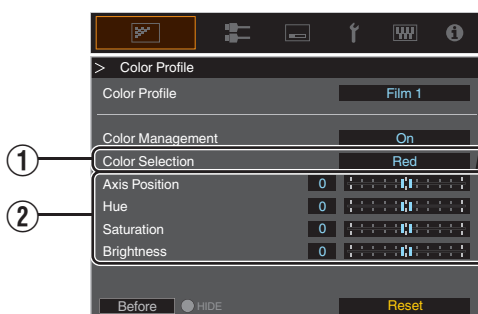 > Color Profile
Color Profile Film 1
Color Management On
① Color Selection Red
② Axis Position 0
Hue 0
Saturation 0
Brightness 0
Before HIDE Reset